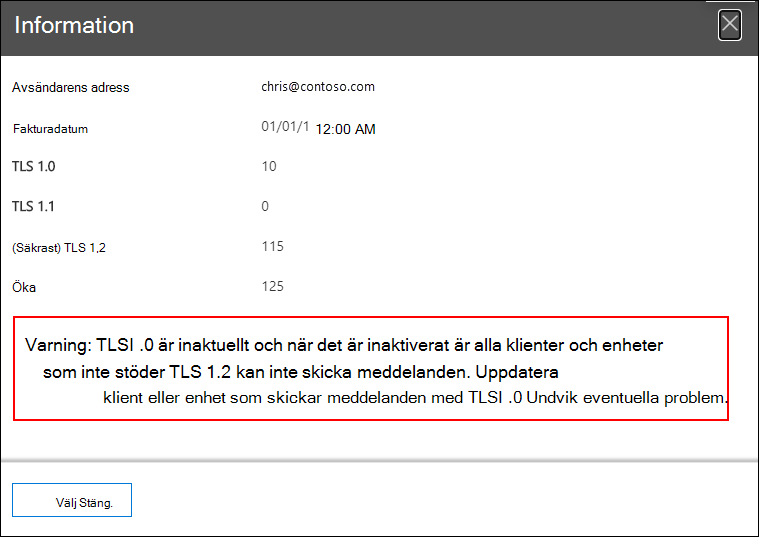 Information
Avsändarens adress chris@contoso.com
Fakturadatum 01/01/1 12:00 AM
TLS 1.0 10
TLS 1.1 0
(Säkrast) TLS 1,2 115
Öka 125
Varning: TLSI .0 är inaktuellt och när det är inaktiverat är alla klienter och enheter
som inte stöder TLS 1.2 kan inte skicka meddelanden. Uppdatera
klient eller enhet som skickar meddelanden med TLSI .0 Undvik eventuella problem.
Välj Stäng.